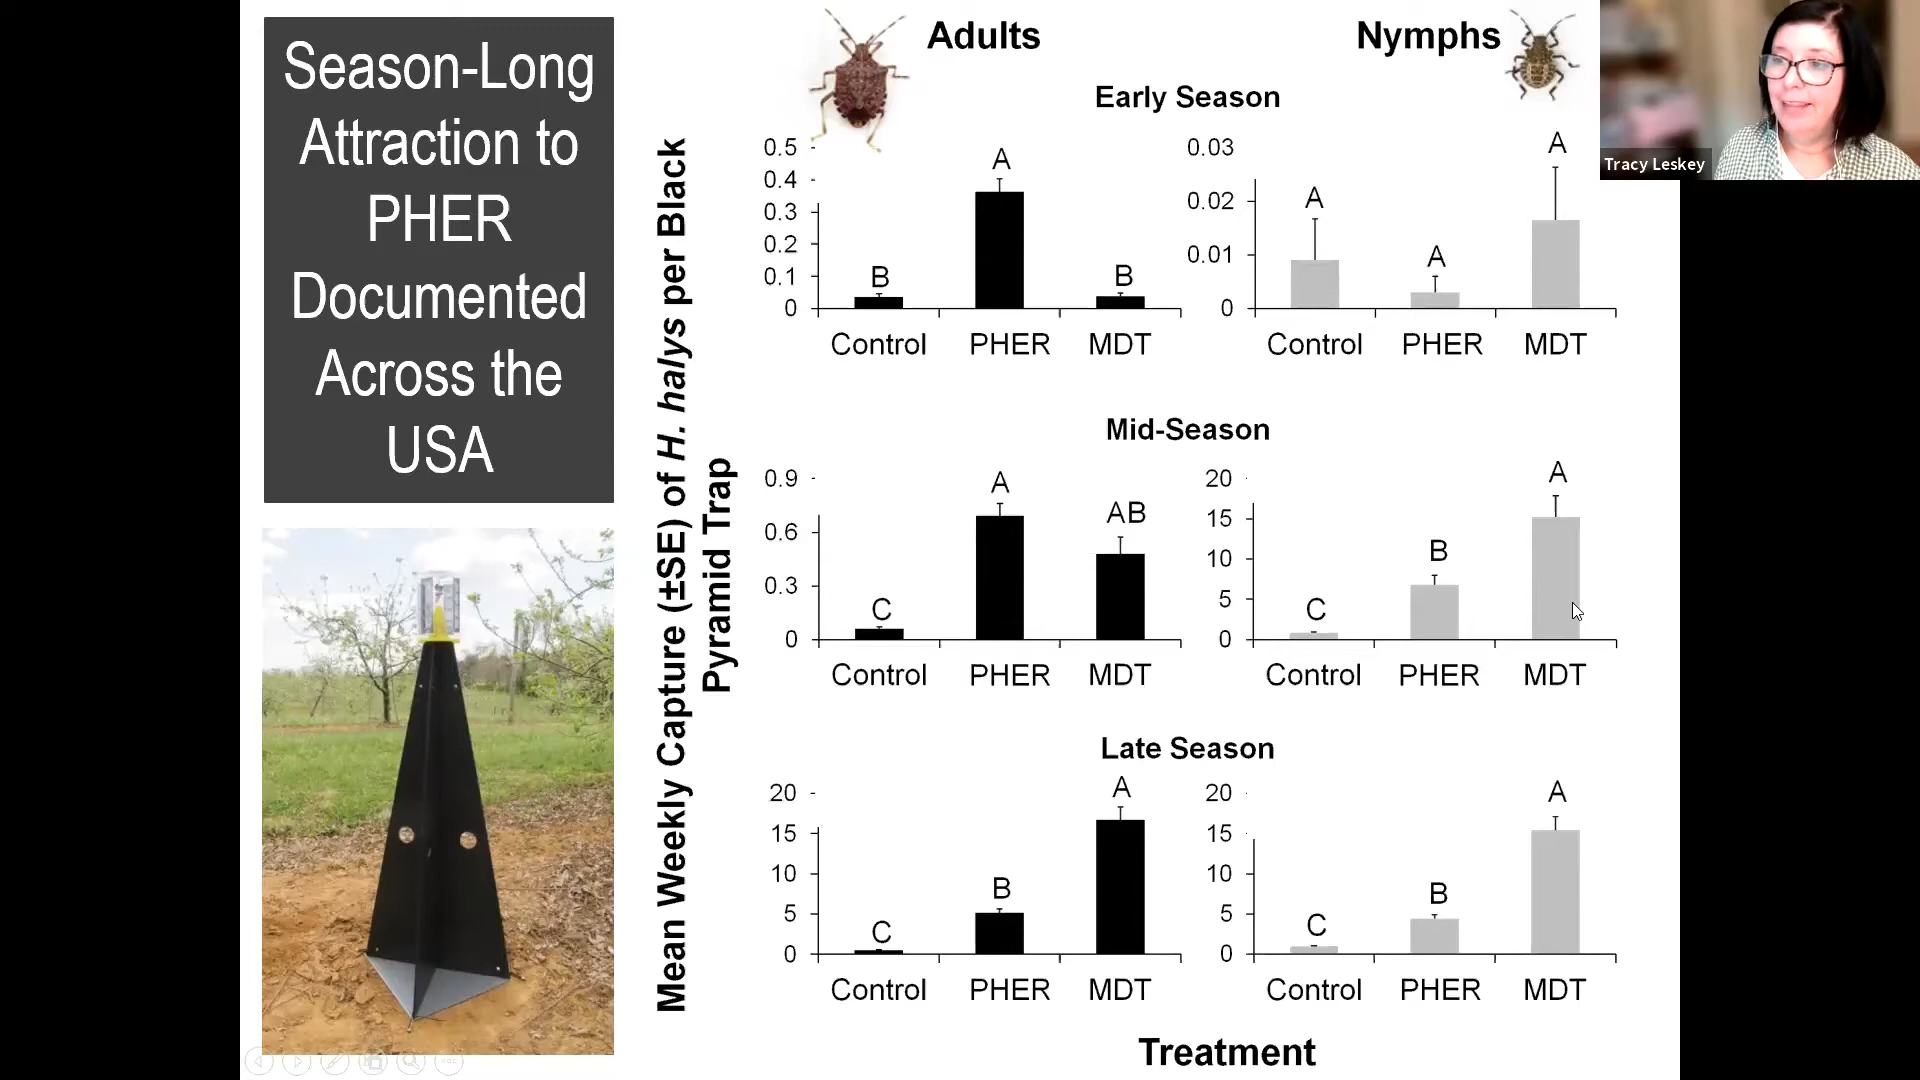 Season-Long
Attraction to
PHER
Documented
Across the
USA
Adults
Nymphs
Tracy Leskey
Mean Weekly Capture (±SE) of H. halys per Black
Pyramid Trap
Early Season
0.5
0.4
0.3
0.2
0.1
0
B
A
B
Control PHER MDT
0.03
0.02
0.01
0
A
A
A
Control PHER MDT
Mid-Season
0.9
0.6
0.3
0
C
A
AB
Control PHER MDT
20
15
10
5
0
C
B
A
Control PHER MDT
Late Season
20
15
10
5
0
C
B
A
Control PHER MDT
20
15
10
5
0
C
B
A
Control PHER MDT
Treatment